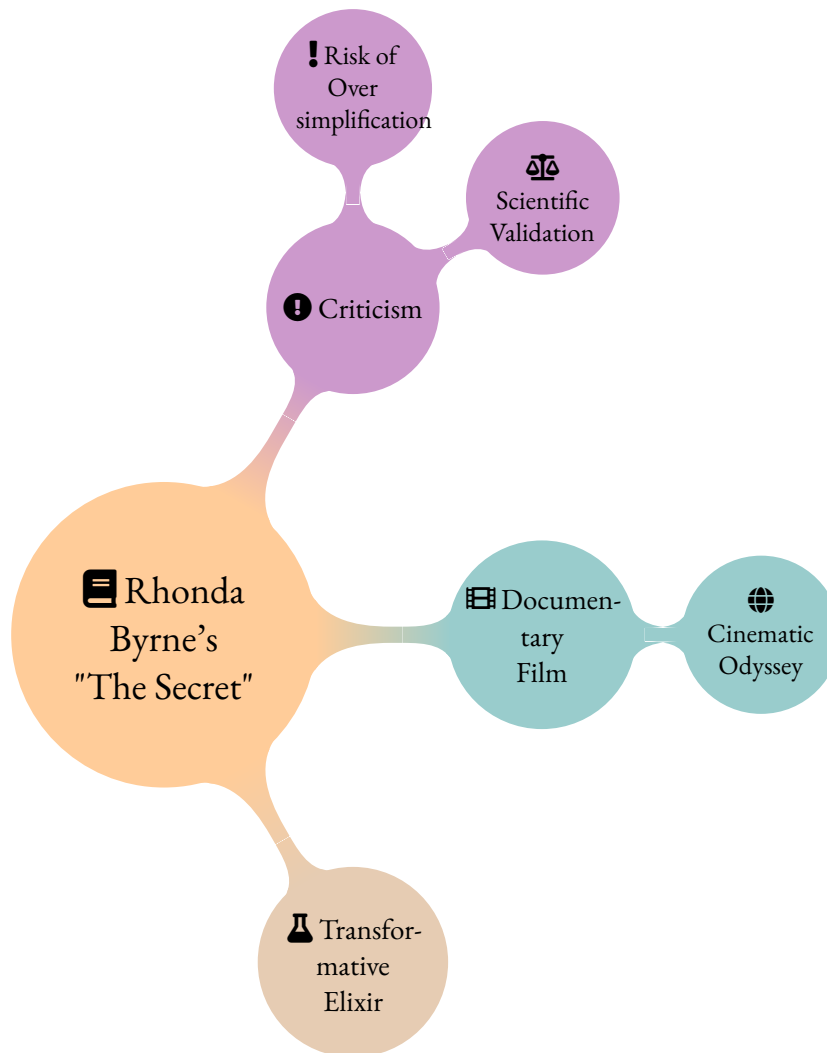 Risk of
Over
simplification
Scientific
Validation
Criticism
Rhonda
Byrne’s
"The Secret"
Documen-
tary
Film
Cinematic
Odyssey
Transfor-
mative
Elixir